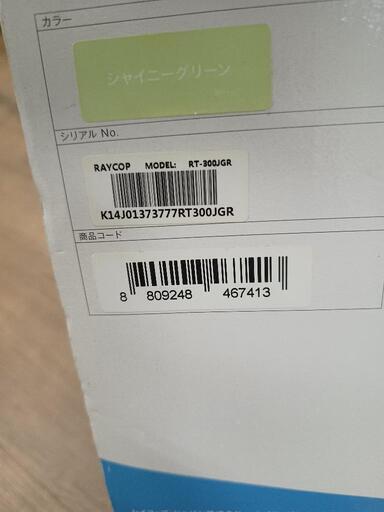 カラー
シャイニーグリーン
シリアル No.
RAYCOP MODEL: RT-300JGR
K14J01373777RT300JGR
商品コード
8 809248 467413